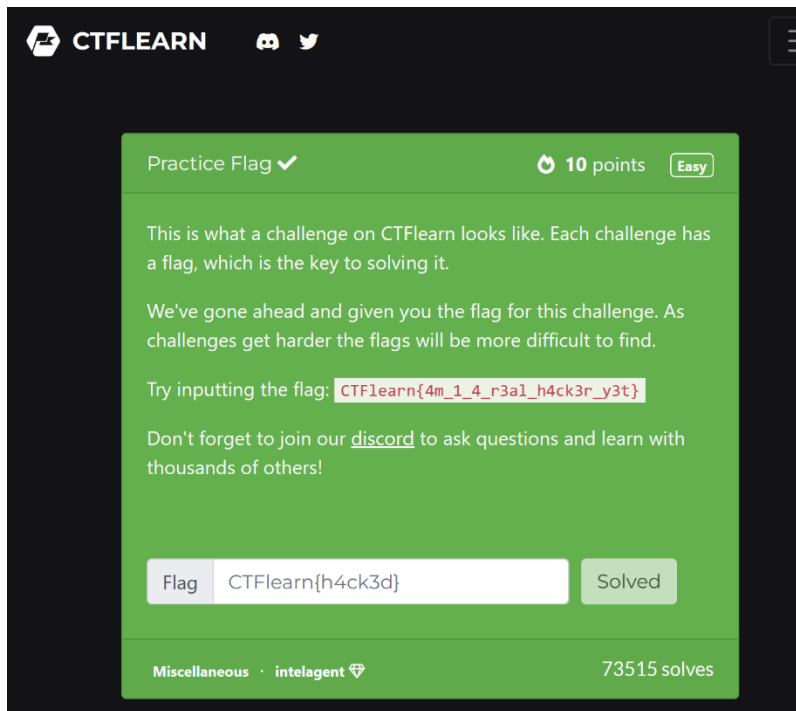 CTFLEARN
Practice Flag
10 points Easy
This is what a challenge on CTFlearn looks like. Each challenge has
a flag, which is the key to solving it.
We've gone ahead and given you the flag for this challenge. As
challenges get harder the flags will be more difficult to find.
Try inputting the flag: CTFlearn{4m_1_4_r3al_h4ck3r_y3t}
Don't forget to join our discord to ask questions and learn with
thousands of others!
Flag CTFlearn{h4ck3d} Solved
Miscellaneous · intelagent 73515 solves